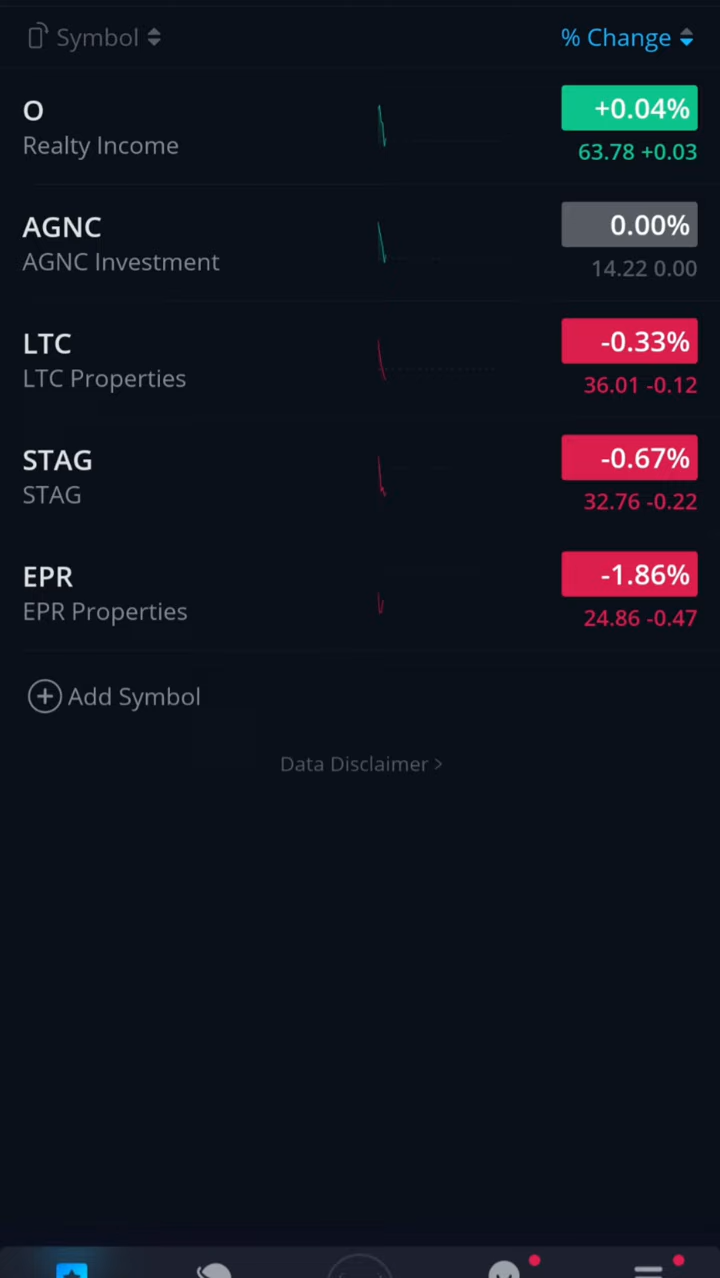 Symbol % Change
O
Realty Income
+0.04%
63.78 +0.03
AGNC
AGNC Investment
0.00%
14.22 0.00
LTC
LTC Properties
-0.33%
36.01 -0.12
STAG
STAG
-0.67%
32.76 -0.22
EPR
EPR Properties
-1.86%
24.86 -0.47
Add Symbol
Data Disclaimer >